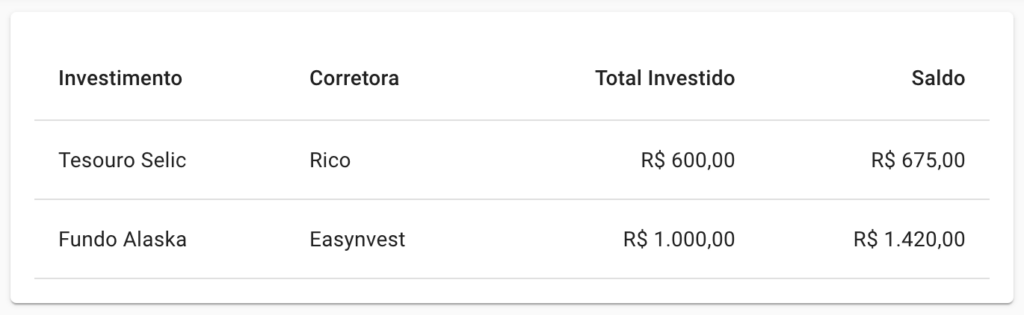 Investimento Corretora Total Investido Saldo
Tesouro Selic Rico R$ 600,00 R$ 675,00
Fundo Alaska Easynvest R$ 1.000,00 R$ 1.420,00